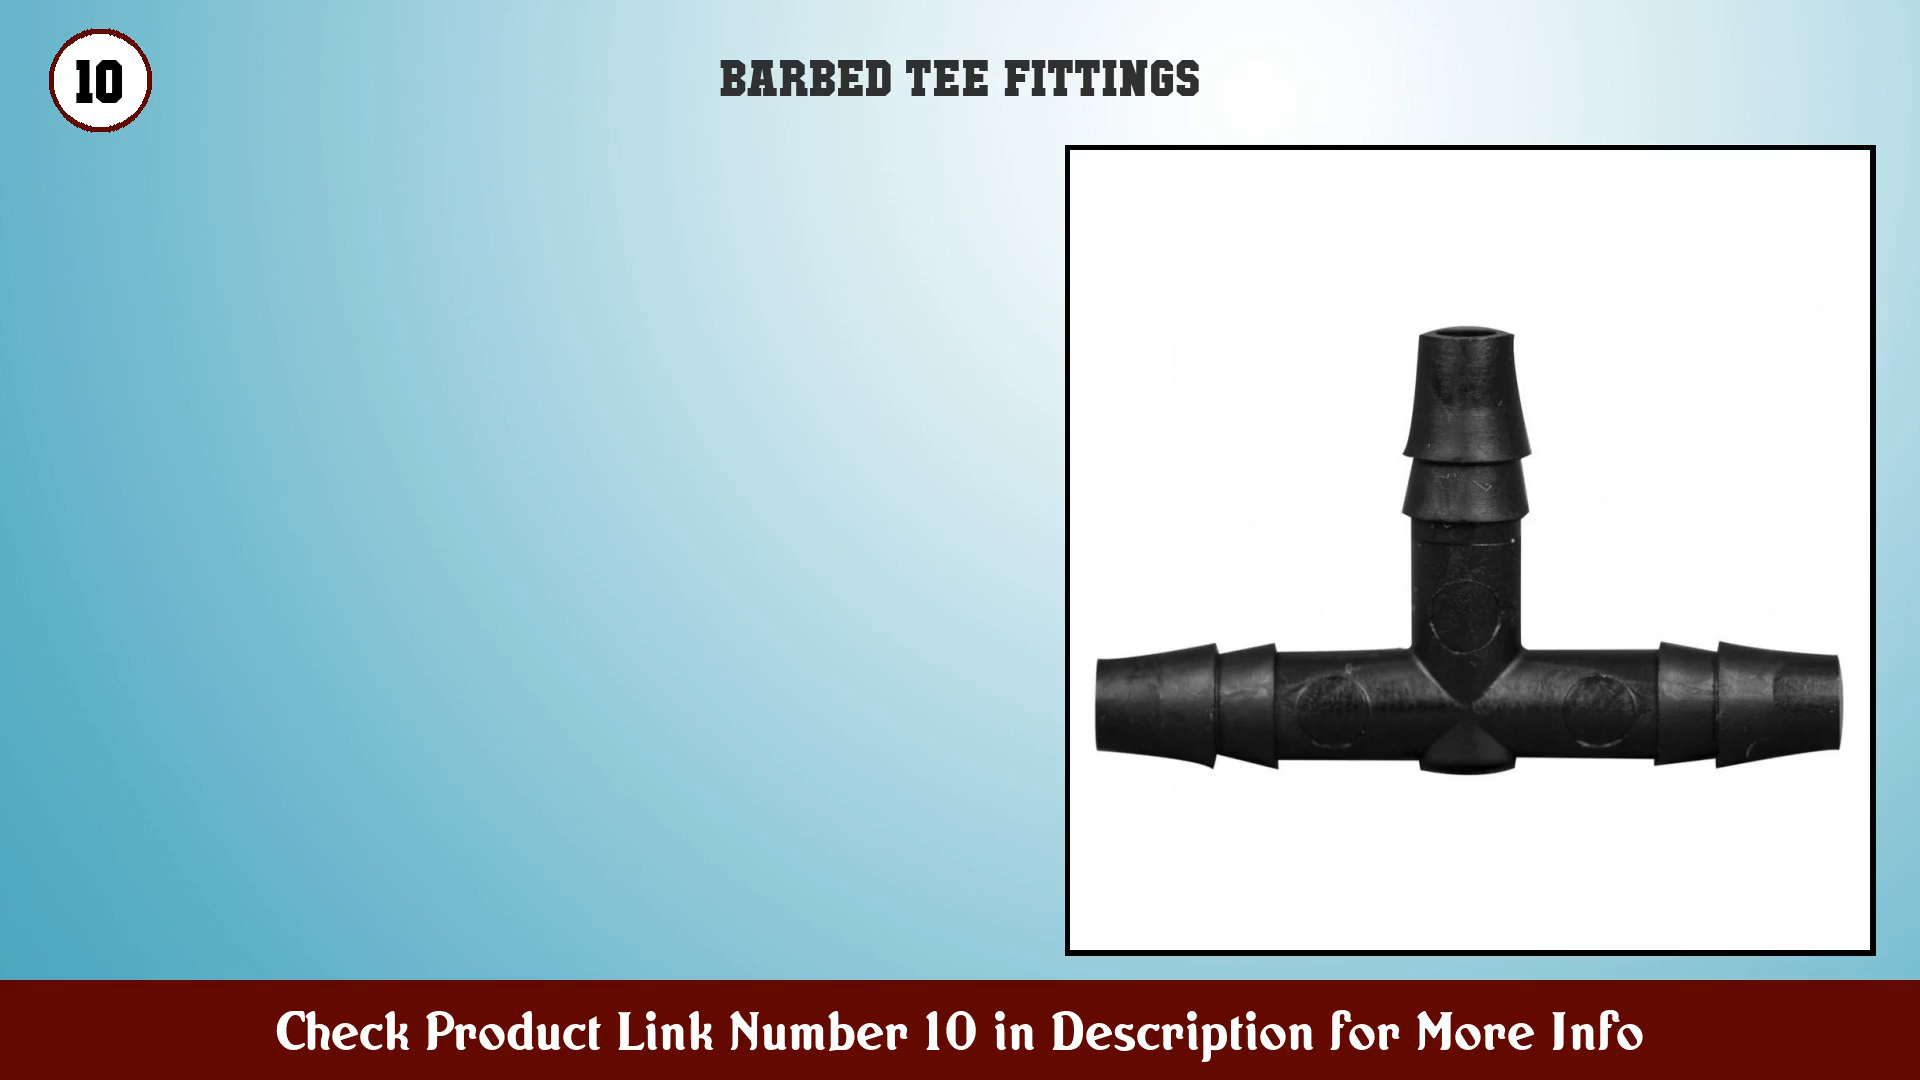 10
BARBED TEE FITTINGS
Check Product Link Number 10 in Description for More Info